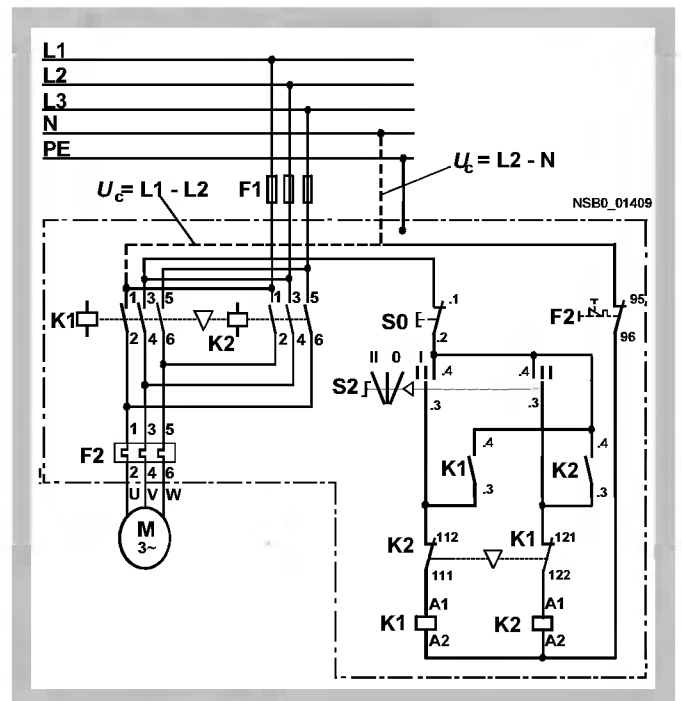 L1
L2
L3
N
PE
U_c = L2 - N
U_c = L1 - L2
F1
NSB0_01409
1 3 5
1 3 5
K1
K2
2 4 6
2 4 6
S0
.1
.2
F2
95
96
II 0 I
S2
.4
.3
.4
.3
K1
.4
.3
K2
.4
.3
1 3 5
F2
2 4 6
U V W
M
3~
K2
112
111
K1
121
122
K1
A1
A2
K2
A1
A2